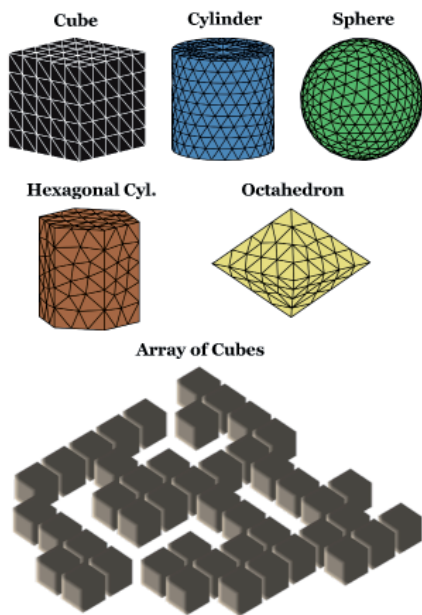 Cube
Cylinder
Sphere
Hexagonal Cyl.
Octahedron
Array of Cubes